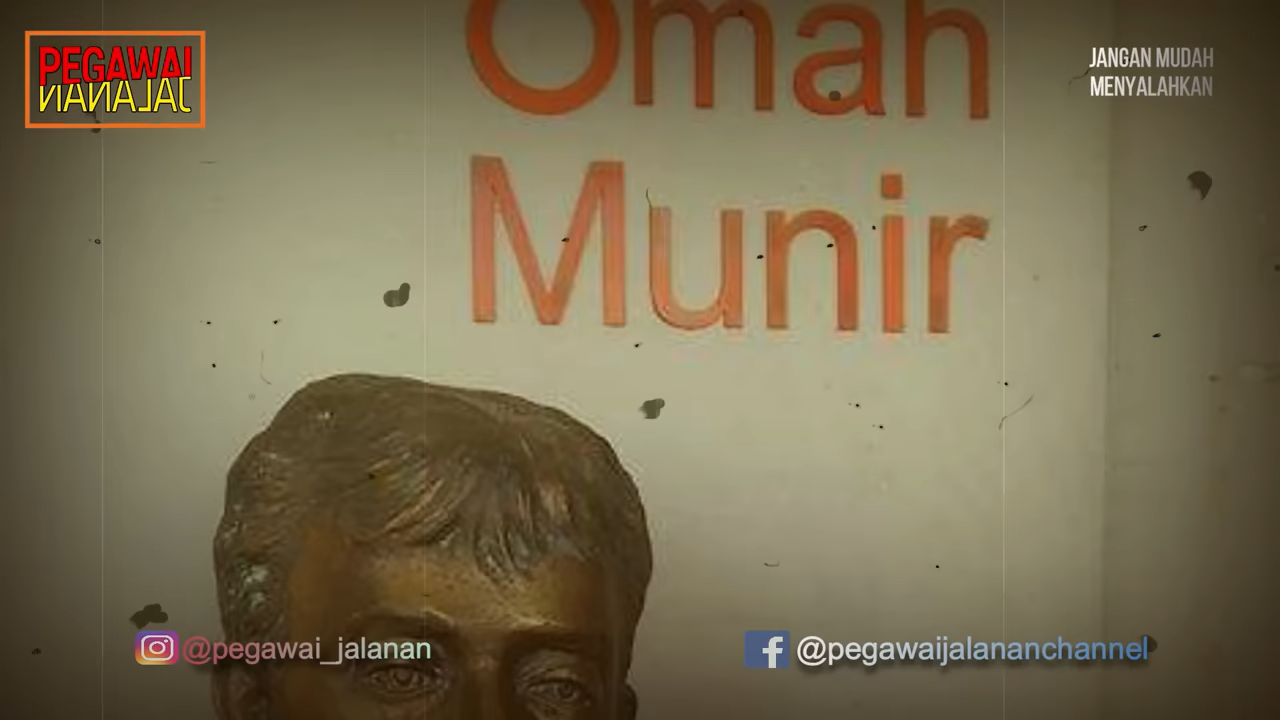 PEGAWAI
JALANAN
JANGAN MUDAH
MENYALAHKAN
Omah
Munir
@pegawai_jalanan
@pegawaijalananchannel